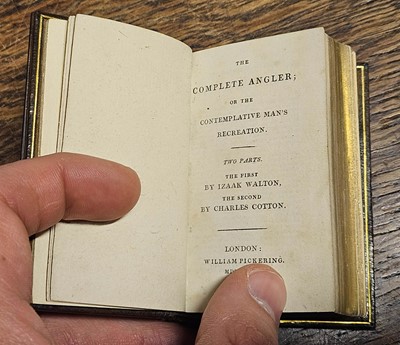 THE
COMPLETE ANGLER;
OR THE
CONTEMPLATIVE MAN'S
RECREATION.
TWO PARTS.
THE FIRST
BY IZAAK WALTON,
THE SECOND
BY CHARLES COTTON.
LONDON:
WILLIAM PICKERING.